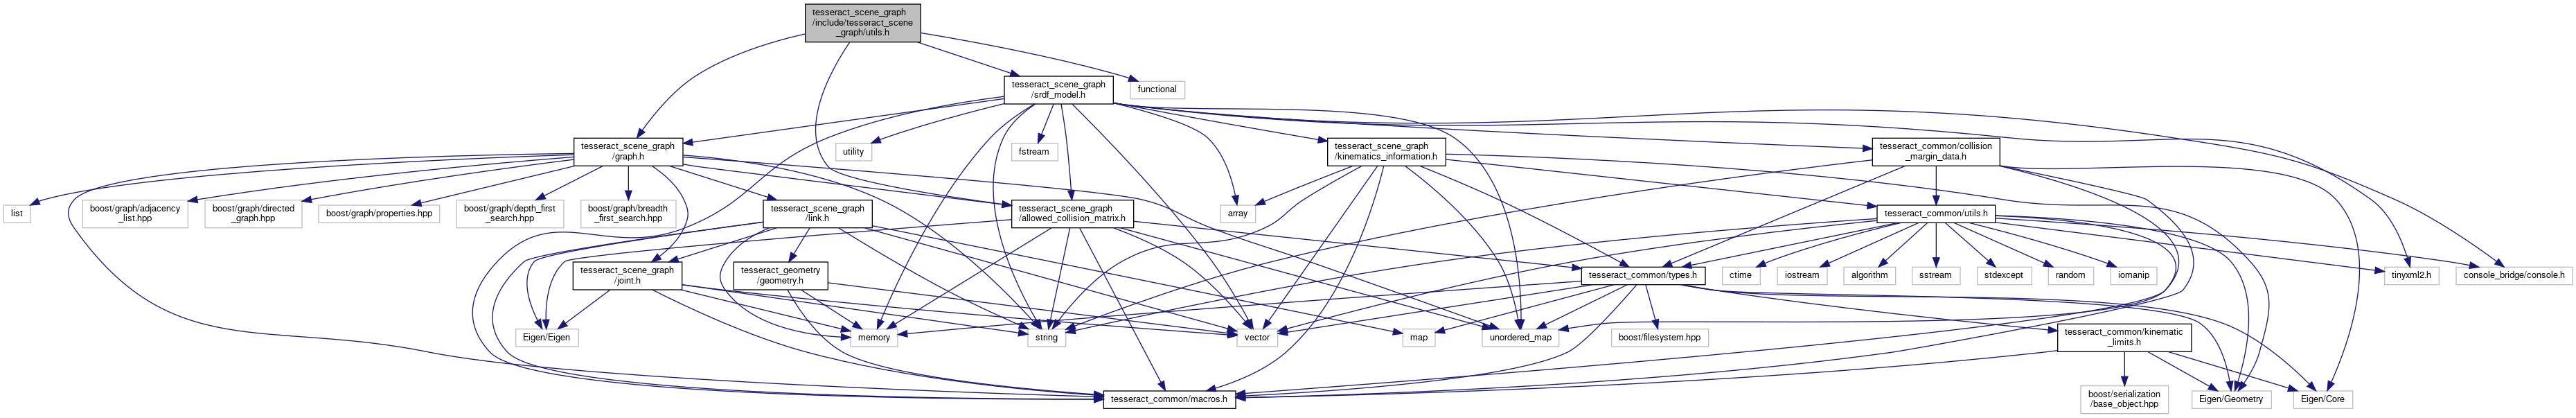 tesseract_scene_graph
/include/tesseract_scene
_graph/utils.h
tesseract_scene_graph
/srdf_model.h
functional
tesseract_scene_graph
/graph.h
utility
fstream
tesseract_scene_graph
/kinematics_information.h
tesseract_common/collision
_margin_data.h
list
boost/graph/adjacency
_list.hpp
boost/graph/directed
_graph.hpp
boost/graph/properties.hpp
boost/graph/depth_first
_search.hpp
boost/graph/breadth
_first_search.hpp
tesseract_scene_graph
/link.h
tesseract_scene_graph
/allowed_collision_matrix.h
array
tesseract_common/utils.h
tesseract_scene_graph
/joint.h
tesseract_geometry
/geometry.h
tesseract_common/types.h
ctime
iostream
algorithm
sstream
stdexcept
random
iomanip
tinyxml2.h
console_bridge/console.h
Eigen/Eigen
memory
string
vector
map
unordered_map
boost/filesystem.hpp
tesseract_common/kinematic
_limits.h
tesseract_common/macros.h
boost/serialization
/base_object.hpp
Eigen/Geometry
Eigen/Core